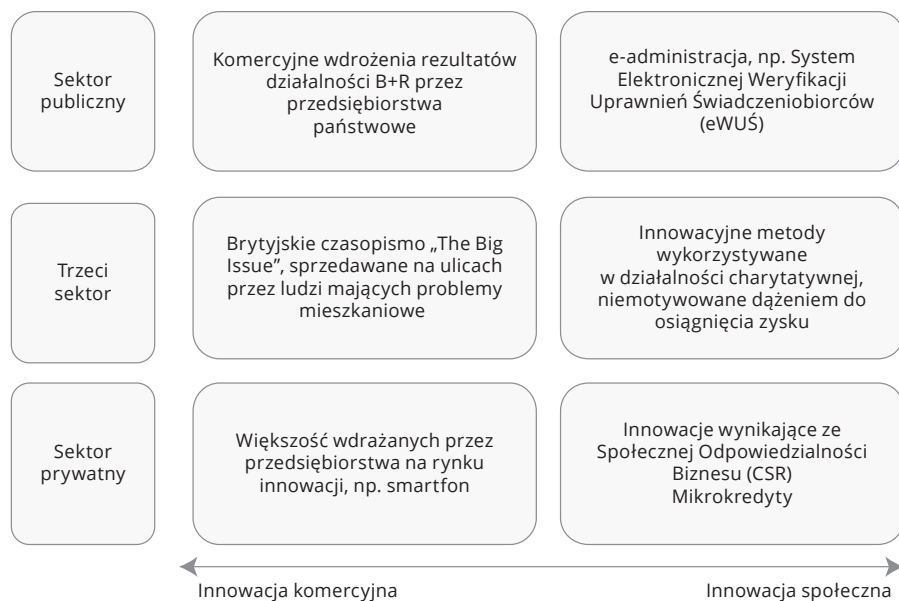 Sektor
publiczny
Komercyjne wdrożenia rezultatów
działalności B+R przez
przedsiębiorstwa
państwowe
e-administracja, np. System
Elektronicznej Weryfikacji
Uprawnień Świadczeniobiorców
(eWUŚ)
Trzeci
sektor
Brytyjskie czasopismo „The Big
Issue”, sprzedawane na ulicach
przez ludzi mających problemy
mieszkaniowe
Innowacyjne metody
wykorzystywane
w działalności charytatywnej,
niemotywowane dążeniem do
osiągnięcia zysku
Sektor
prywatny
Większość wdrażanych przez
przedsiębiorstwa na rynku
innowacji, np. smartfon
Innowacje wynikające ze
Społecznej Odpowiedzialności
Biznesu (CSR)
Mikrokredyty
Innowacja komercyjna
Innowacja społeczna